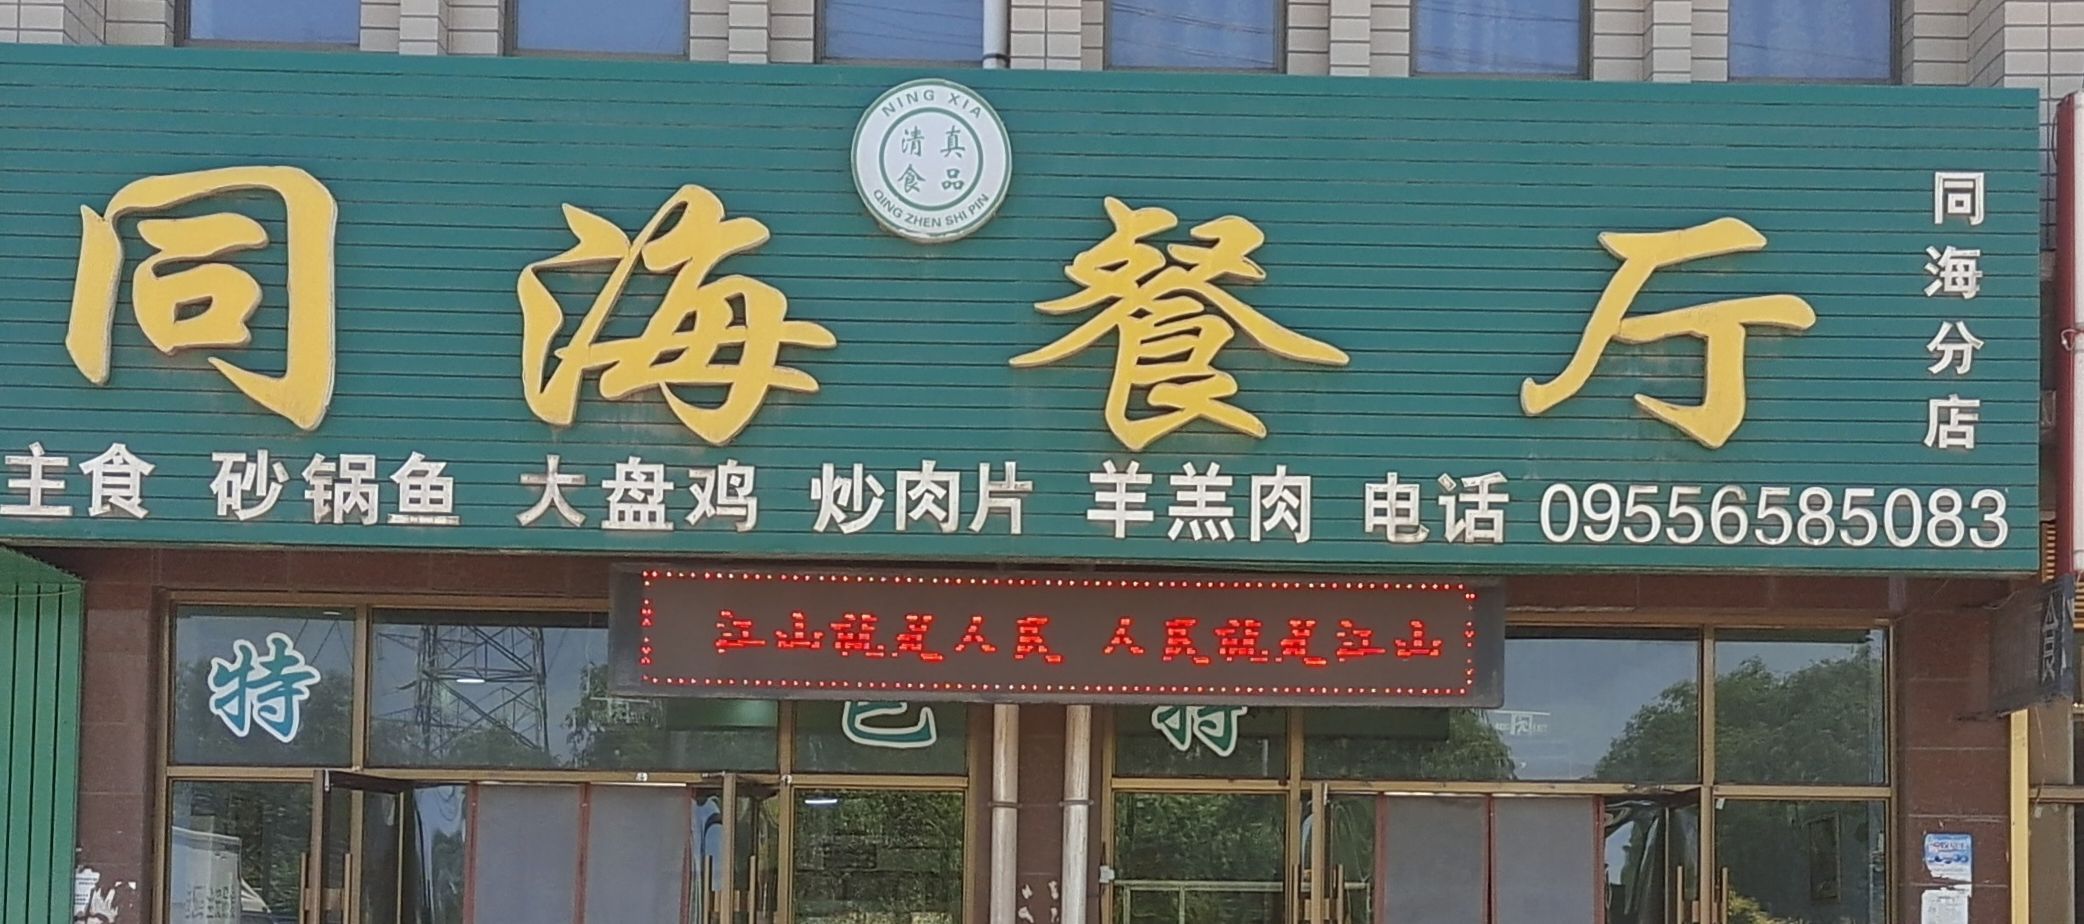 NING XIA
清真
食品
QING ZHEN SHI PIN
同海餐厅
同海分店
主食 砂锅鱼 大盘鸡 炒肉片 羊羔肉 电话 09556585083
江山就是人民 人民就是江山
特 色 特